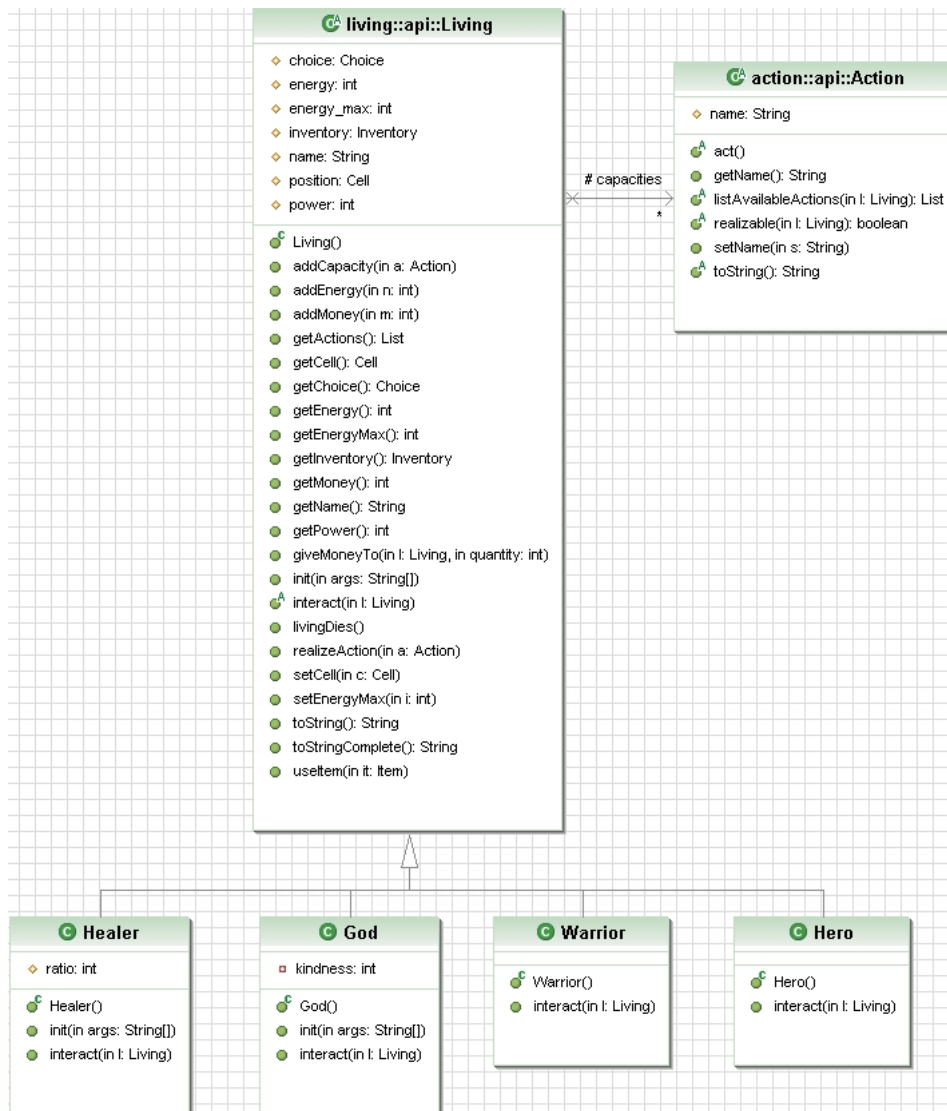 living::api::Living
choice: Choice
energy: int
energy_max: int
inventory: Inventory
name: String
position: Cell
power: int
Living()
addCapacity(in a: Action)
addEnergy(in n: int)
addMoney(in m: int)
getActions(): List
getCell(): Cell
getChoice(): Choice
getEnergy(): int
getEnergyMax(): int
getInventory(): Inventory
getMoney(): int
getName(): String
getPower(): int
giveMoneyTo(in l: Living, in quantity: int)
init(in args: String[])
interact(in l: Living)
livingDies()
realizeAction(in a: Action)
setCell(in c: Cell)
setEnergyMax(in i: int)
toString(): String
toStringComplete(): String
useItem(in it: Item)
# capacities
*
action::api::Action
name: String
act()
getName(): String
listAvailableActions(in l: Living): List
realizable(in l: Living): boolean
setName(in s: String)
toString(): String
Healer
ratio: int
Healer()
init(in args: String[])
interact(in l: Living)
God
kindness: int
God()
init(in args: String[])
interact(in l: Living)
Warrior
Warrior()
interact(in l: Living)
Hero
Hero()
interact(in l: Living)